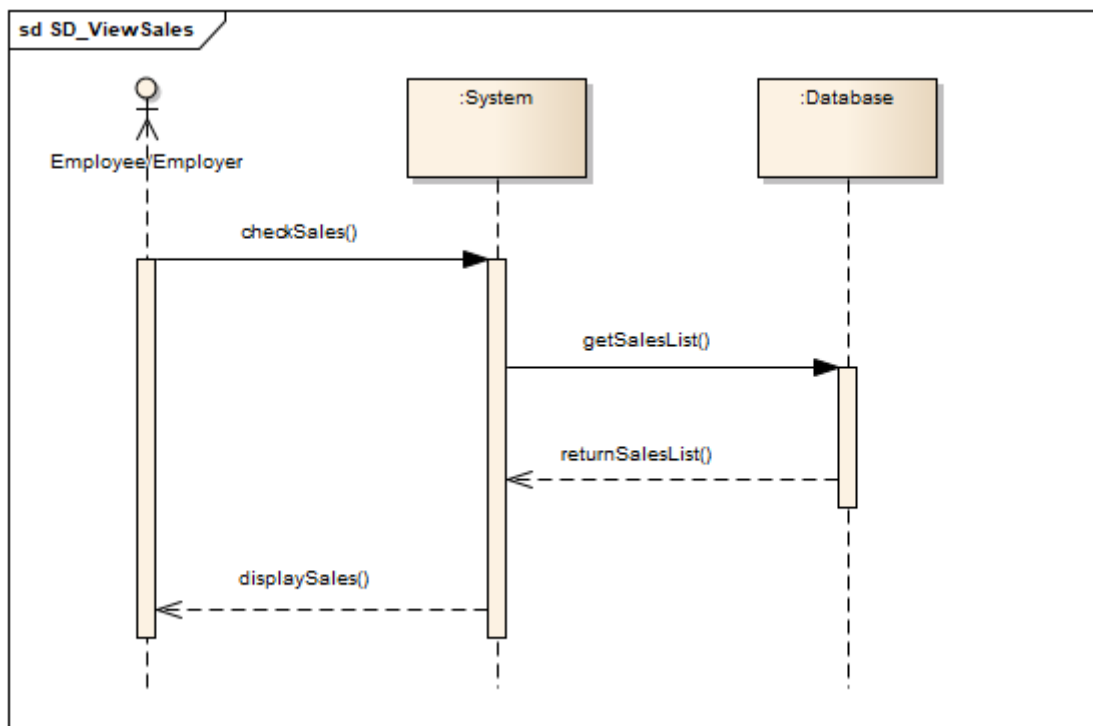 sd SD_ViewSales
:System
:Database
Employee/Employer
checkSales()
getSalesList()
returnSalesList()
displaySales()